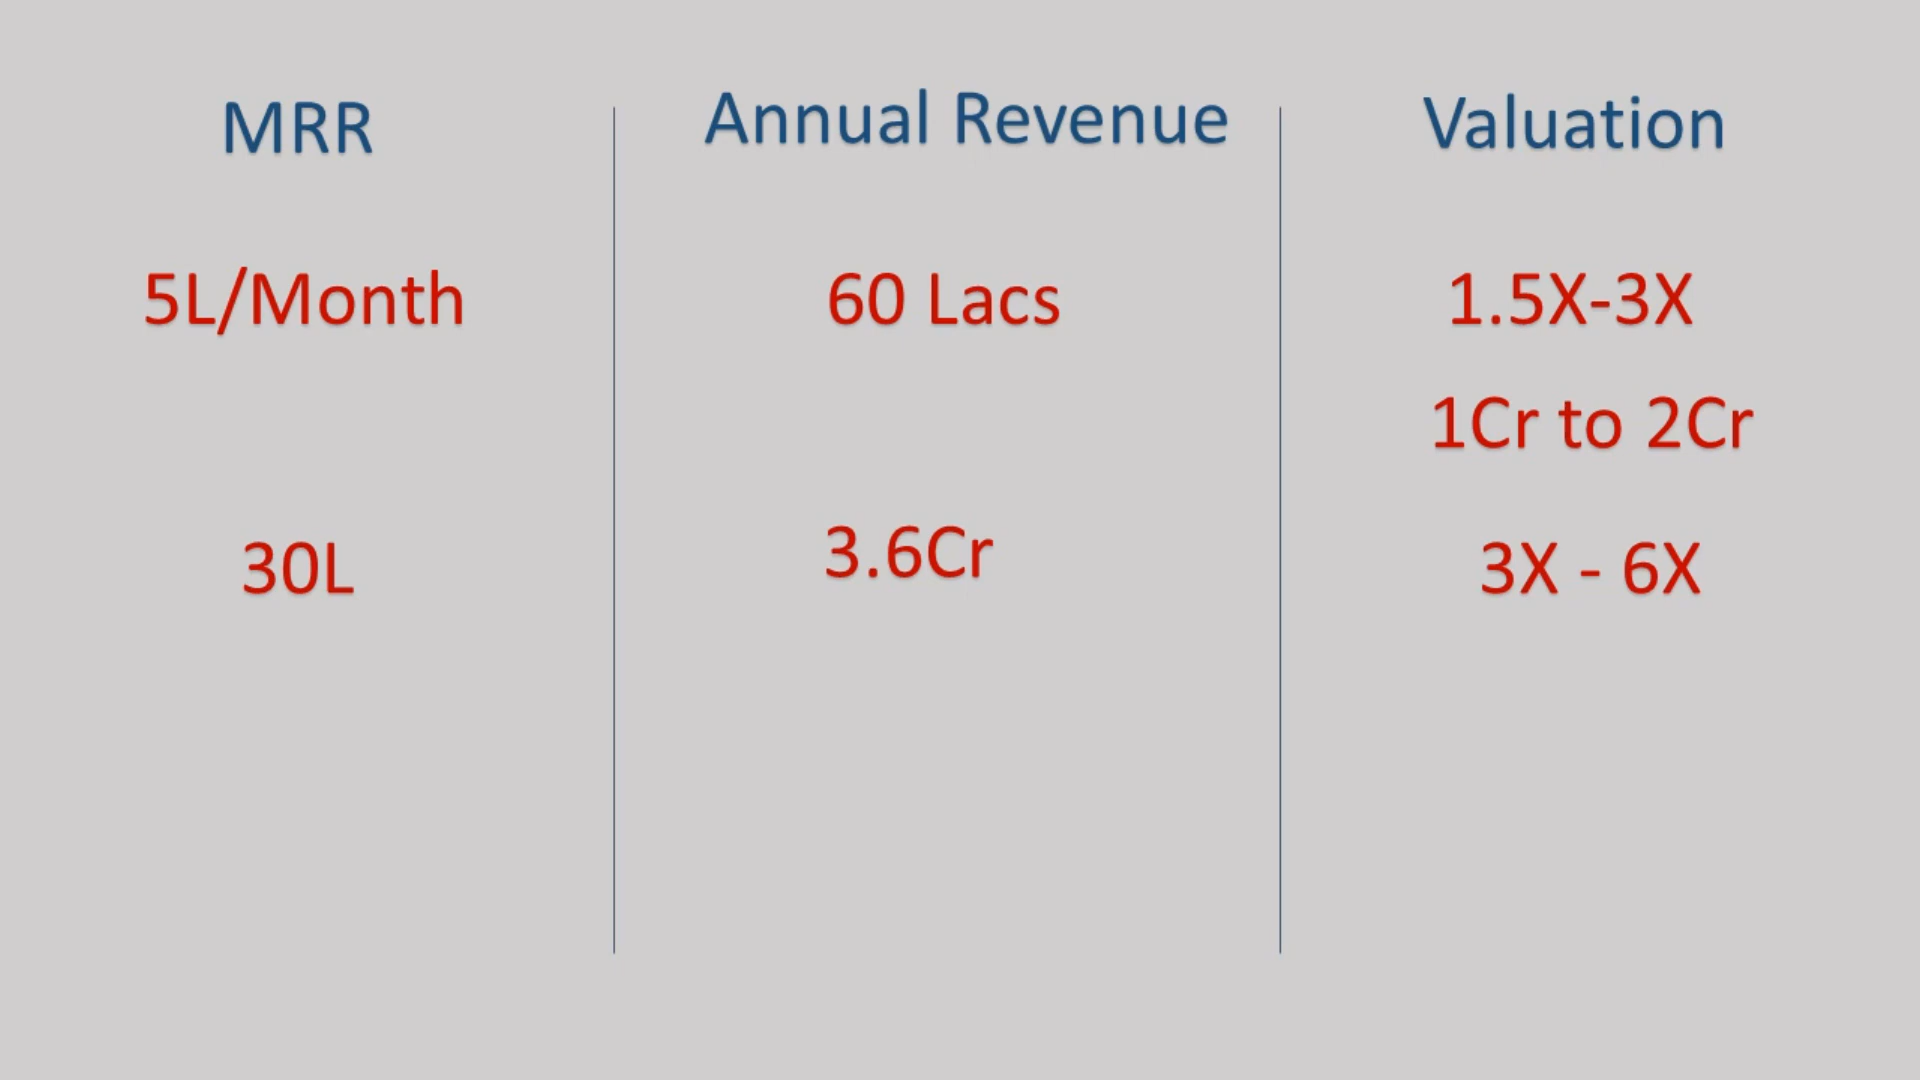 MRR
Annual Revenue
Valuation
5L/Month
60 Lacs
1.5X-3X
1Cr to 2Cr
30L
3.6Cr
3X - 6X